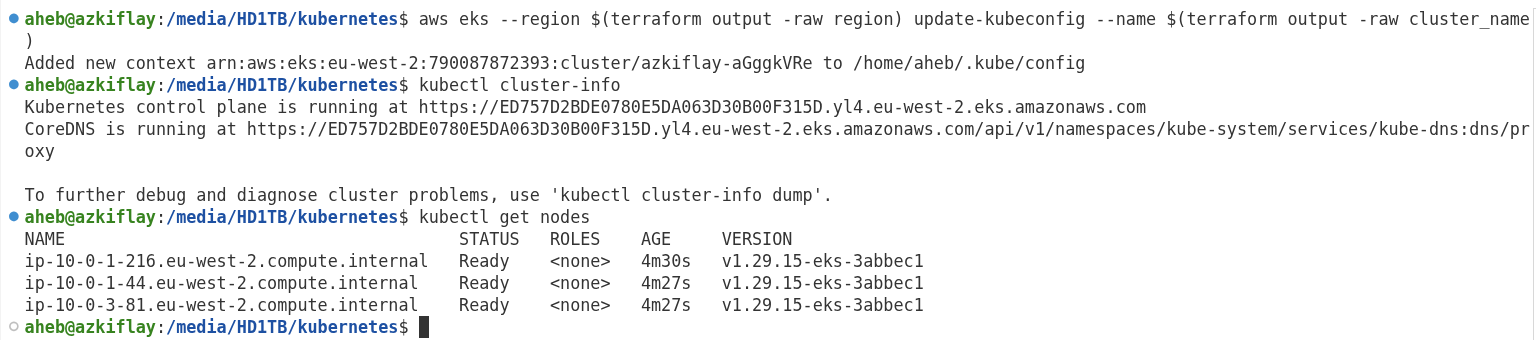 aheb@azkiflay:/media/HD1TB/kubernetes$ aws eks --region $(terraform output -raw region) update-kubeconfig --name $(terraform output -raw cluster_name
)
Added new context arn:aws:eks:eu-west-2:790087872393:cluster/azkiflay-aGggkVRe to /home/aheb/.kube/config
aheb@azkiflay:/media/HD1TB/kubernetes$ kubectl cluster-info
Kubernetes control plane is running at https://ED757D2BDE0780E5DA063D30B00F315D.yl4.eu-west-2.eks.amazonaws.com
CoreDNS is running at https://ED757D2BDE0780E5DA063D30B00F315D.yl4.eu-west-2.eks.amazonaws.com/api/v1/namespaces/kube-system/services/kube-dns:dns/pr
oxy

To further debug and diagnose cluster problems, use 'kubectl cluster-info dump'.
aheb@azkiflay:/media/HD1TB/kubernetes$ kubectl get nodes
NAME                                       STATUS   ROLES    AGE     VERSION
ip-10-0-1-216.eu-west-2.compute.internal   Ready    <none>   4m30s   v1.29.15-eks-3abbec1
ip-10-0-1-44.eu-west-2.compute.internal    Ready    <none>   4m27s   v1.29.15-eks-3abbec1
ip-10-0-3-81.eu-west-2.compute.internal    Ready    <none>   4m27s   v1.29.15-eks-3abbec1
aheb@azkiflay:/media/HD1TB/kubernetes$